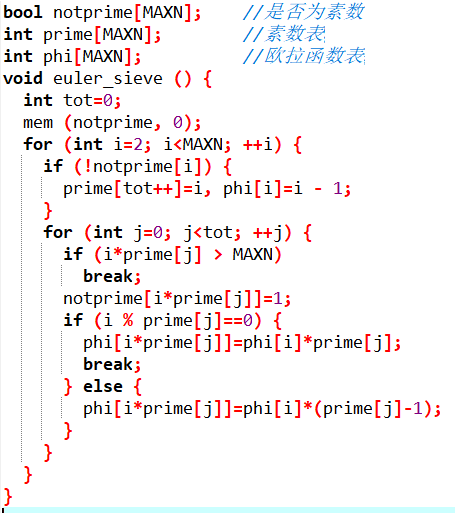 bool notprime[MAXN];    //是否为素数
int prime[MAXN];        //素数表
int phi[MAXN];          //欧拉函数表
void euler_sieve () {
  int tot=0;
  mem (notprime, 0);
  for (int i=2; i<MAXN; ++i) {
    if (!notprime[i]) {
      prime[tot++]=i, phi[i]=i - 1;
    }
    for (int j=0; j<tot; ++j) {
      if (i*prime[j] > MAXN)
        break;
      notprime[i*prime[j]]=1;
      if (i % prime[j]==0) {
        phi[i*prime[j]]=phi[i]*prime[j];
        break;
      } else {
        phi[i*prime[j]]=phi[i]*(prime[j]-1);
      }
    }
  }
}